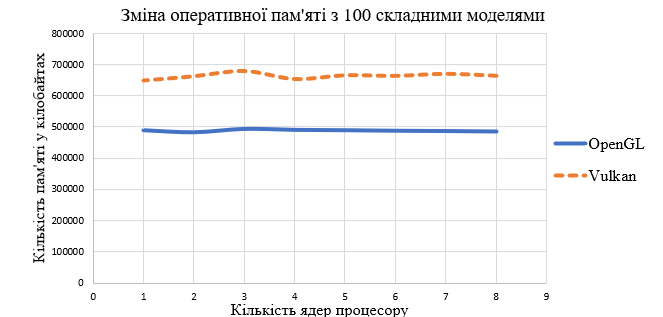 Зміна оперативної пам'яті з 100 складними моделями
Кількість пам'яті у кілобайтах
800000
700000
600000
500000
400000
300000
200000
100000
0
0 1 2 3 4 5 6 7 8 9
Кількість ядер процесору
OpenGL
Vulkan